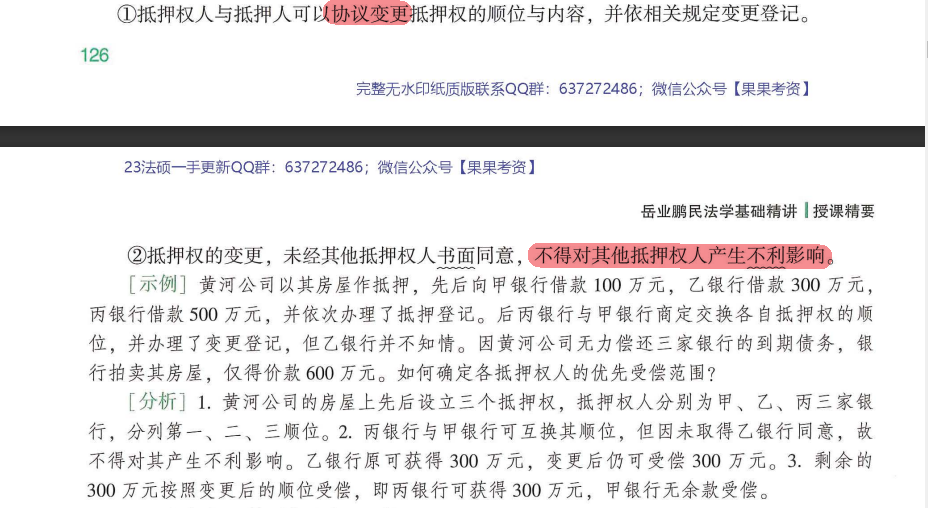 ①抵押权人与抵押人可以协议变更抵押权的顺位与内容，并依相关规定变更登记。
126
完整无水印纸质版联系QQ群：637272486；微信公众号【果果考资】
23法硕一手更新QQ群：637272486；微信公众号【果果考资】
岳业鹏民法学基础精讲 授课精要
②抵押权的变更，未经其他抵押权人书面同意，不得对其他抵押权人产生不利影响。
［示例］黄河公司以其房屋作抵押，先后向甲银行借款 100 万元，乙银行借款 300 万元，
丙银行借款 500 万元，并依次办理了抵押登记。后丙银行与甲银行商定交换各自抵押权的顺
位，并办理了变更登记，但乙银行并不知情。因黄河公司无力偿还三家银行的到期债务，银
行拍卖其房屋，仅得价款 600 万元。如何确定各抵押权人的优先受偿范围？
［分析］1. 黄河公司的房屋上先后设立三个抵押权，抵押权人分别为甲、乙、丙三家银
行，分列第一、二、三顺位。2. 丙银行与甲银行可互换其顺位，但因未取得乙银行同意，故
不得对其产生不利影响。乙银行原可获得 300 万元，变更后仍可受偿 300 万元。3. 剩余的
300 万元按照变更后的顺位受偿，即丙银行可获得 300 万元，甲银行无余款受偿。